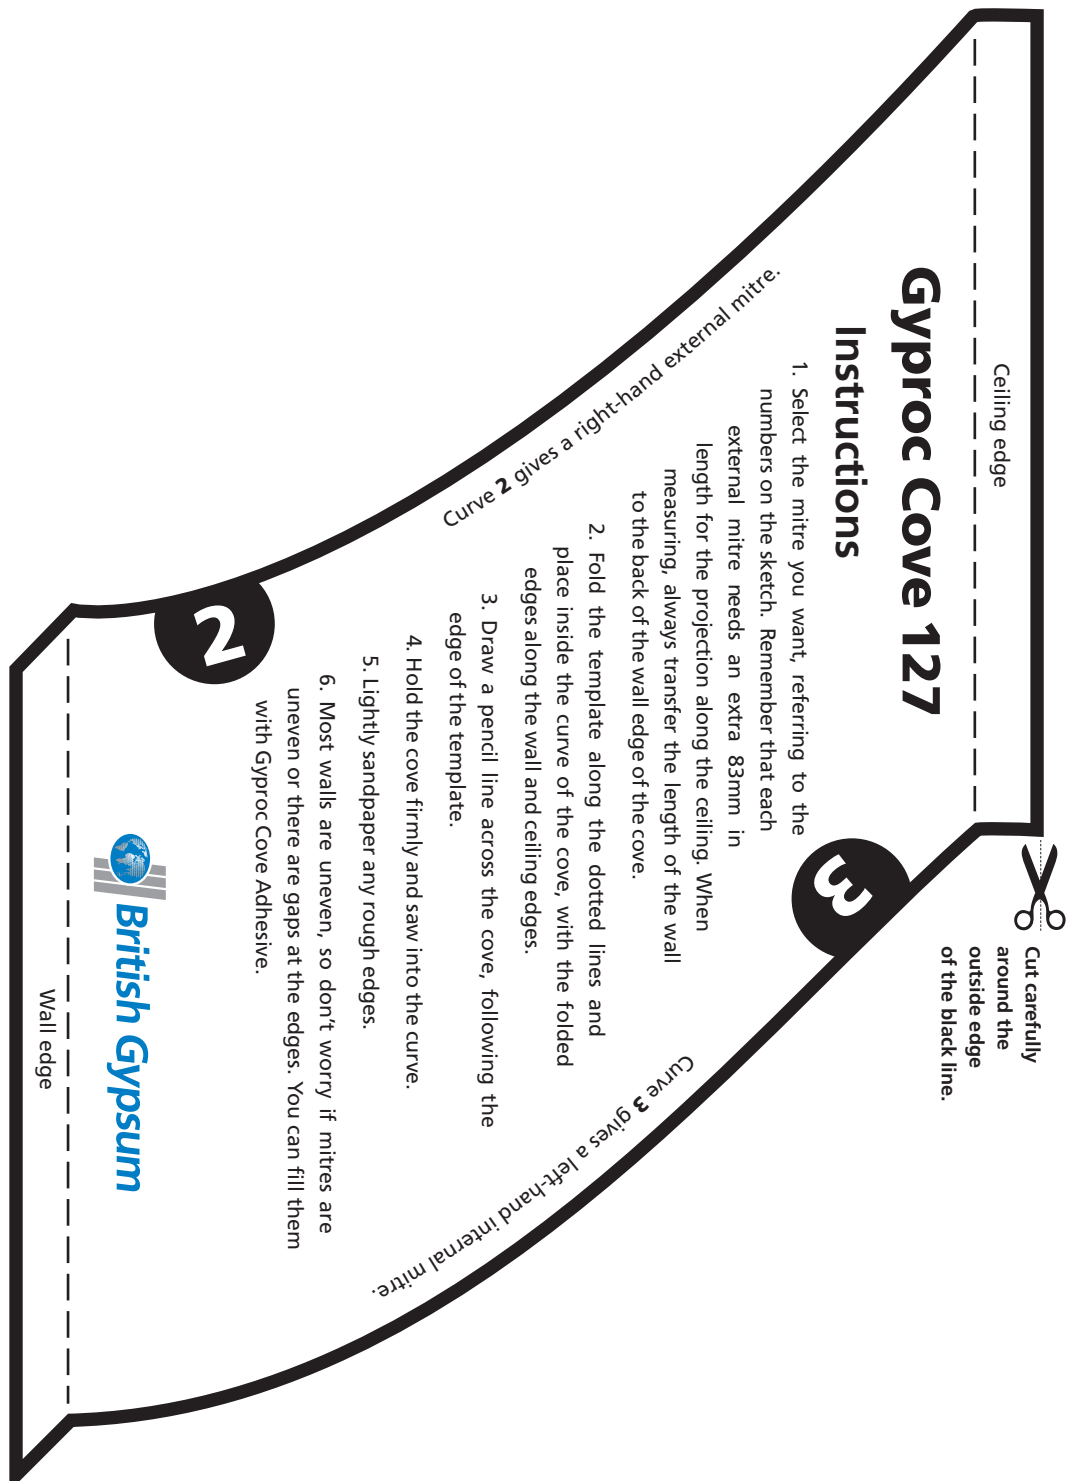 Ceiling edge
Gyproc Cove 127
Instructions
1. Select the mitre you want, referring to the
numbers on the sketch. Remember that each
external mitre needs an extra 83mm in
length for the projection along the ceiling. When
measuring, always transfer the length of the wall
to the back of the wall edge of the cove.
2. Fold the template along the dotted lines and
place inside the curve of the cove, with the folded
edges along the wall and ceiling edges.
3. Draw a pencil line across the cove, following the
edge of the template.
4. Hold the cove firmly and saw into the curve.
5. Lightly sandpaper any rough edges.
6. Most walls are uneven, so don't worry if mitres are
uneven or there are gaps at the edges. You can fill them
with Gyproc Cove Adhesive.
Curve 2 gives a right-hand external mitre.
2
3
Curve 3 gives a left-hand internal mitre.
Cut carefully
around the
outside edge
of the black line.
British Gypsum
Wall edge